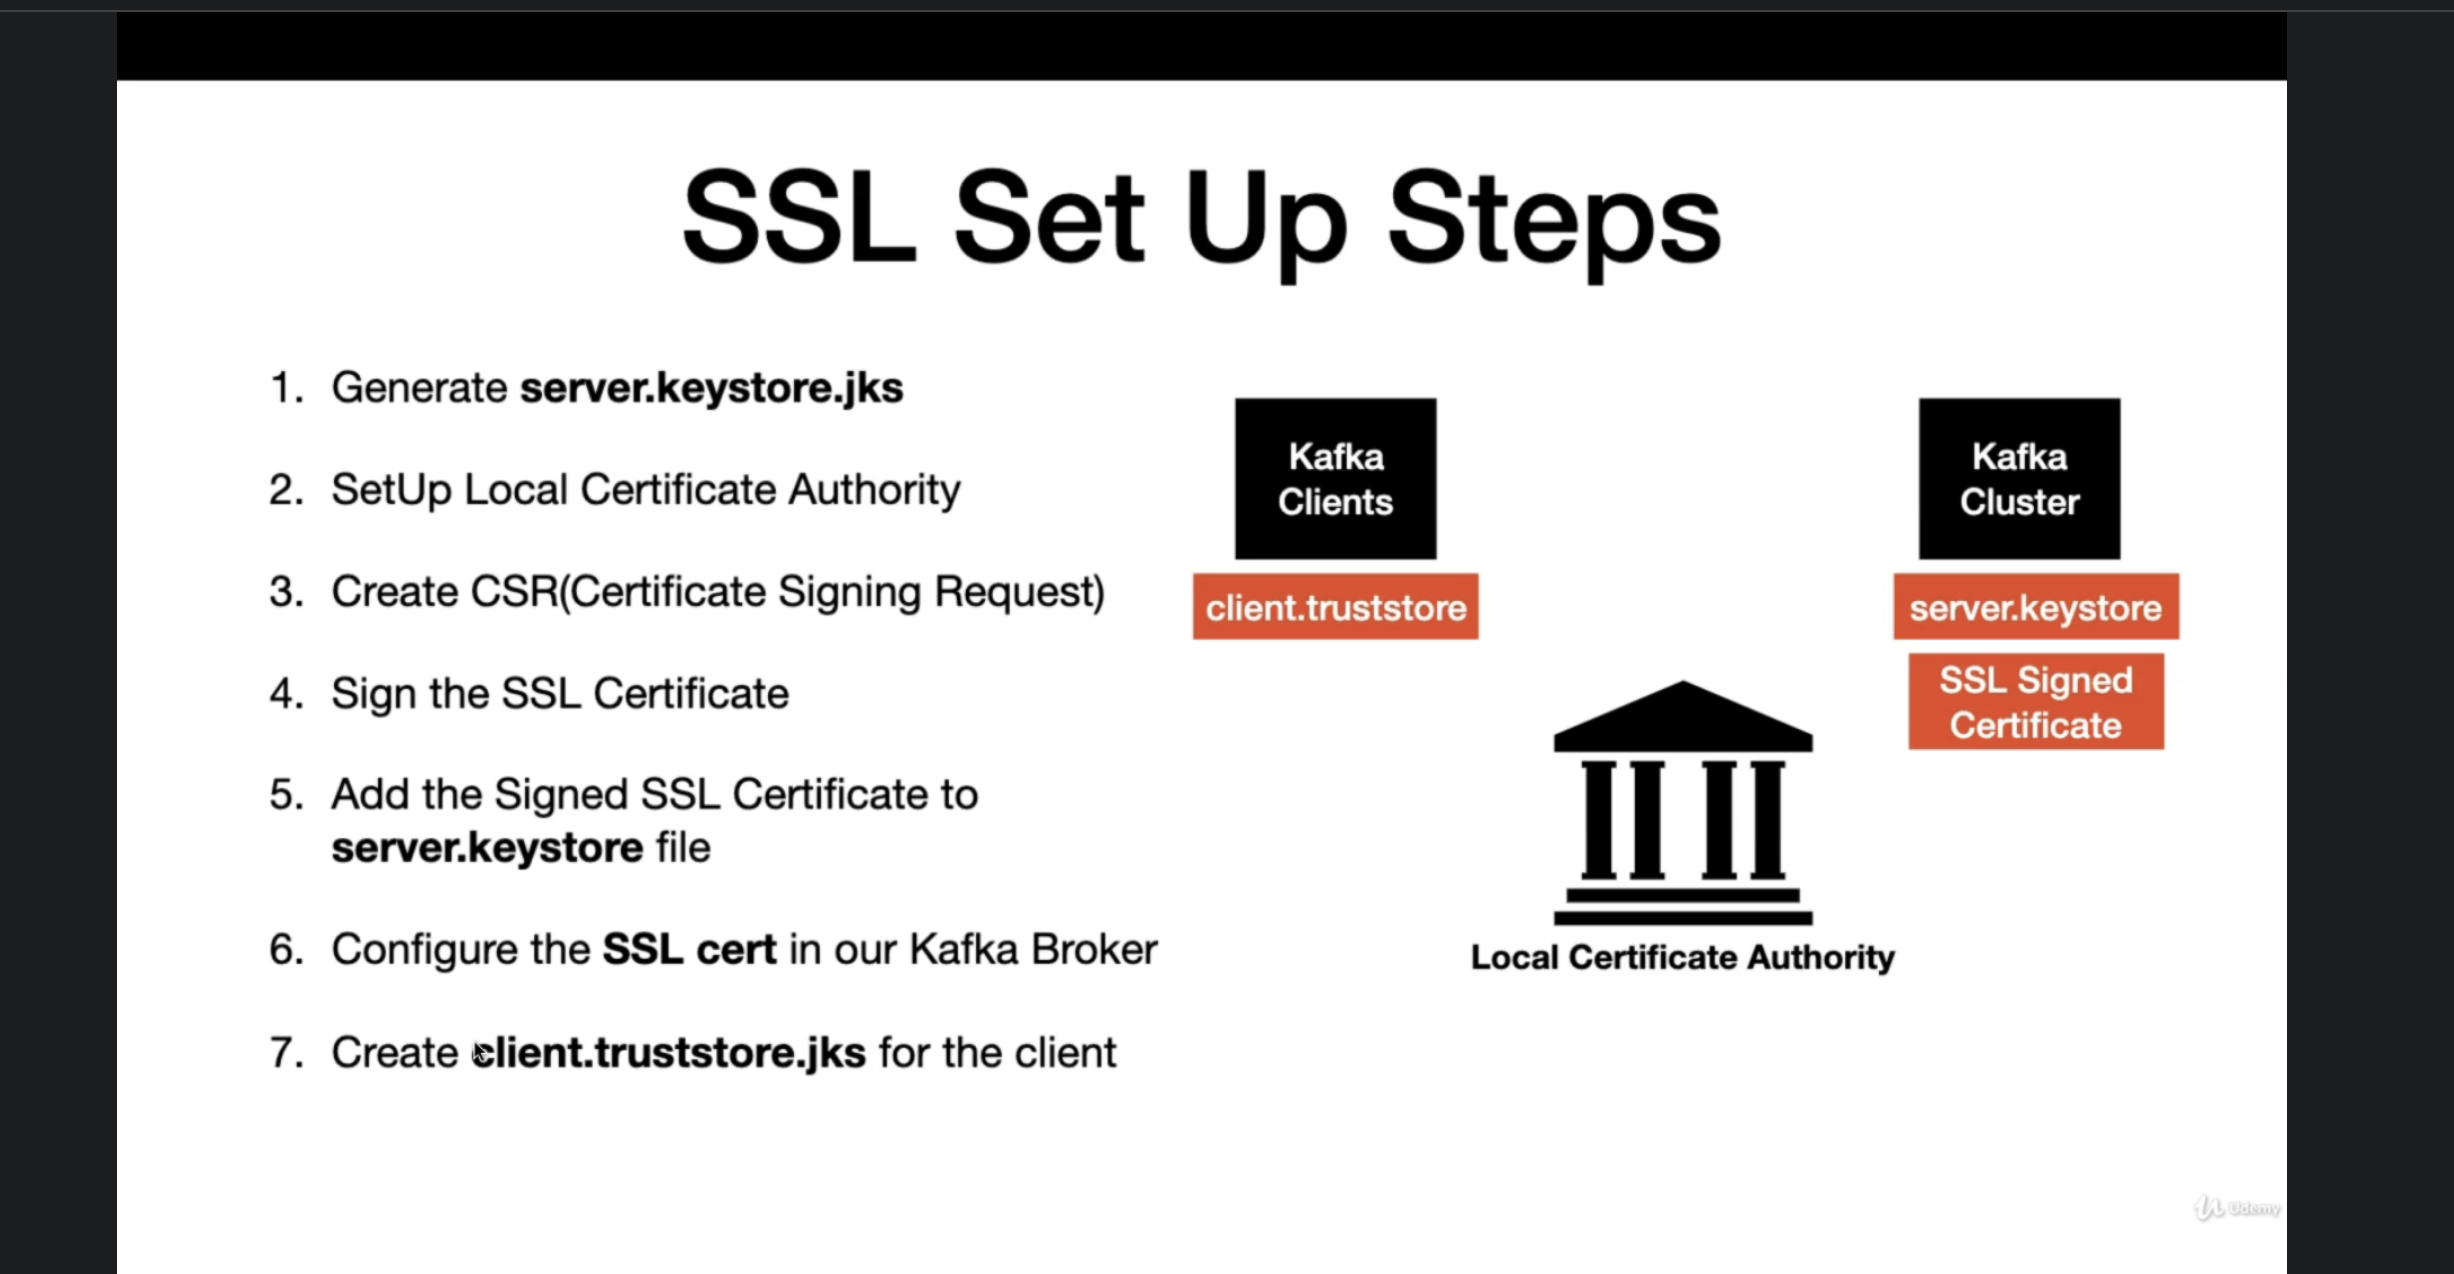 SSL Set Up Steps
1. Generate server.keystore.jks
2. SetUp Local Certificate Authority
3. Create CSR(Certificate Signing Request)
4. Sign the SSL Certificate
5. Add the Signed SSL Certificate to
server.keystore file
6. Configure the SSL cert in our Kafka Broker
7. Create client.truststore.jks for the client
Kafka
Clients
client.truststore
Kafka
Cluster
server.keystore
SSL Signed
Certificate
Local Certificate Authority
Udemy